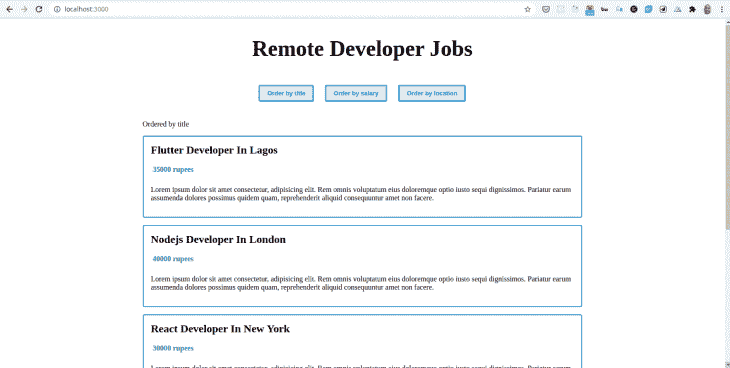 localhost:3000
Remote Developer Jobs
Order by title
Order by salary
Order by location
Ordered by title
Flutter Developer In Lagos
35000 rupees
Lorem ipsum dolor sit amet consectetur, adipisicing elit. Rem omnis voluptatum eius doloremque optio iusto sequi dignissimos. Pariatur earum
assumenda dolores possimus quidem quam, reprehenderit aliquid consequuntur amet non facere.
Nodejs Developer In London
40000 rupees
Lorem ipsum dolor sit amet consectetur, adipisicing elit. Rem omnis voluptatum eius doloremque optio iusto sequi dignissimos. Pariatur earum
assumenda dolores possimus quidem quam, reprehenderit aliquid consequuntur amet non facere.
React Developer In New York
30000 rupees